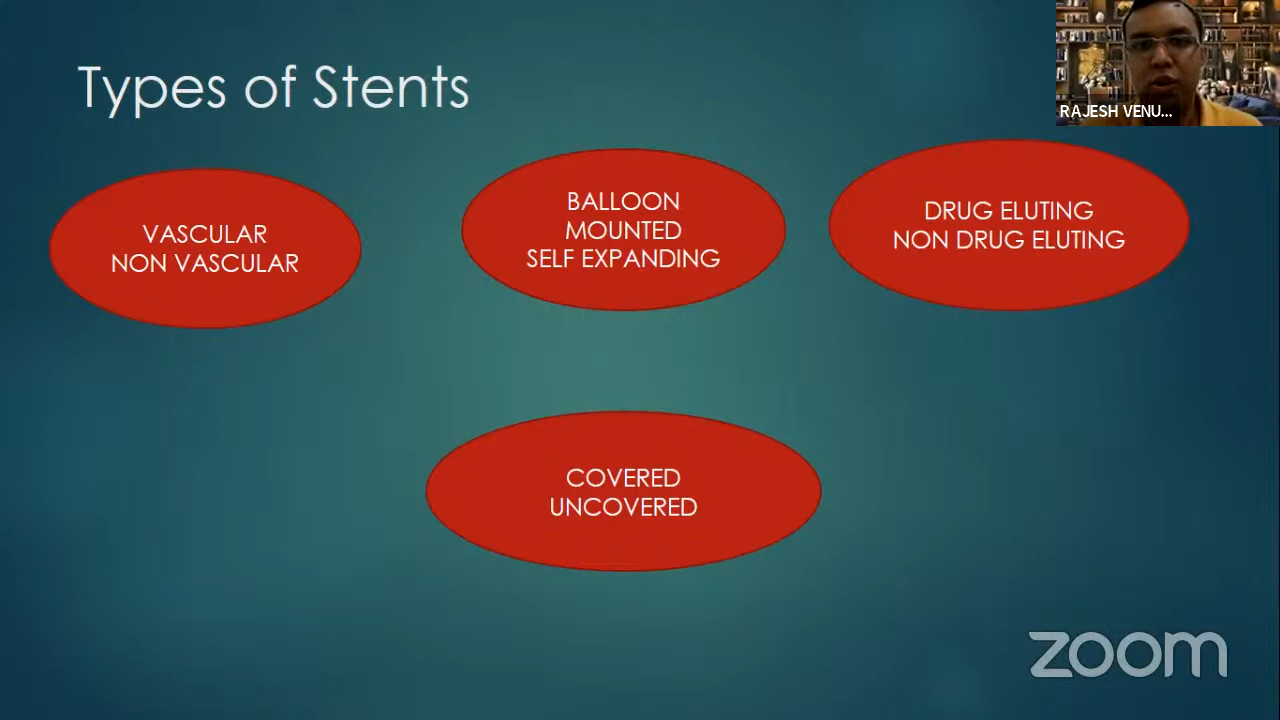 Types of Stents
RAJESH VENU...
VASCULAR
NON VASCULAR
BALLOON
MOUNTED
SELF EXPANDING
DRUG ELUTING
NON DRUG ELUTING
COVERED
UNCOVERED
zoom